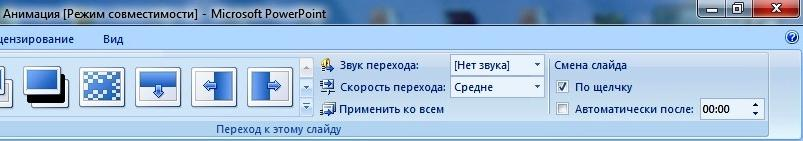 Анимация [Режим совместимости] - Microsoft PowerPoint
цензирование Вид
Звук перехода: [Нет звука] Смена слайда
Скорость перехода: Средне По щелчку
Применить ко всем Автоматически после: 00:00
Переход к этому слайду